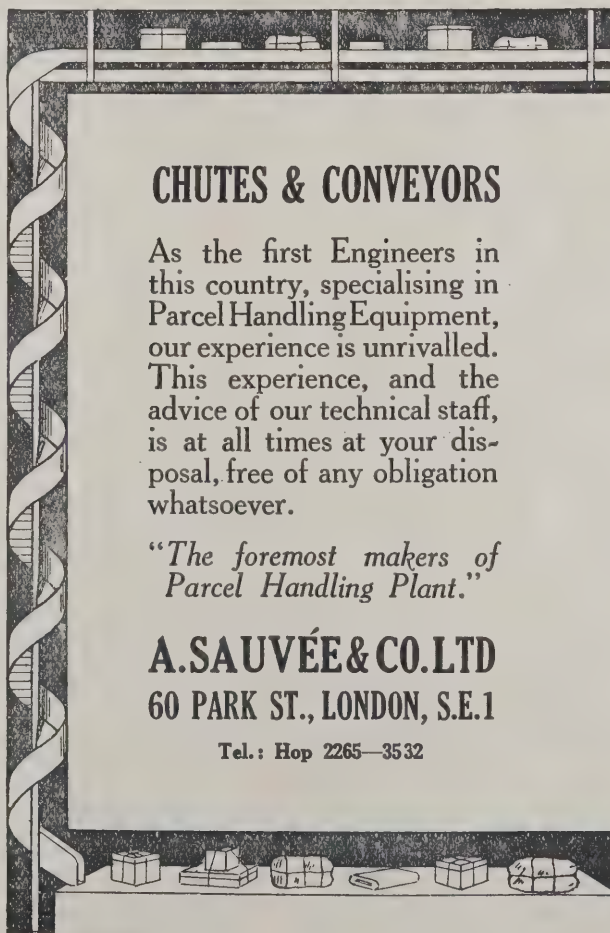 CHUTES & CONVEYORS
As the first Engineers in
this country, specialising in
Parcel Handling Equipment,
our experience is unrivalled.
This experience, and the
advice of our technical staff,
is at all times at your dis-
posal, free of any obligation
whatsoever.
"The foremost makers of
Parcel Handling Plant."
A. SAUVÉE & CO. LTD
60 PARK ST., LONDON, S.E.1
Tel.: Hop 2265—3532